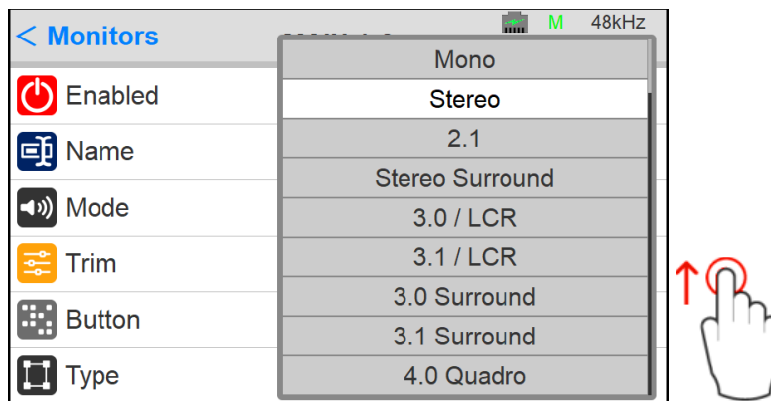 < Monitors
M 48kHz
Enabled
Name
Mode
Trim
Button
Type
Mono
Stereo
2.1
Stereo Surround
3.0 / LCR
3.1 / LCR
3.0 Surround
3.1 Surround
4.0 Quadro